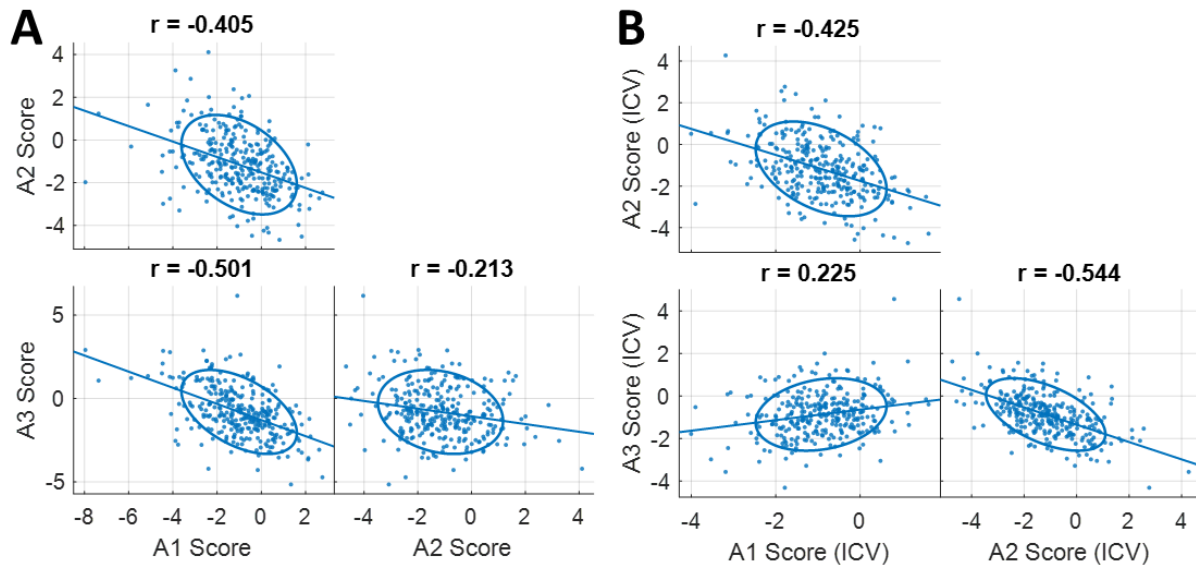 A
r = -0.405
4
2
0
-2
-4
A2 Score
r = -0.501
r = -0.213
5
0
-5
A3 Score
-8 -6 -4 -2 0 2
-4 -2 0 2 4
A1 Score
A2 Score
B
r = -0.425
4
2
0
-2
-4
A2 Score (ICV)
r = 0.225
r = -0.544
4
2
0
-2
-4
A3 Score (ICV)
-4 -2 0
-4 -2 0 2 4
A1 Score (ICV)
A2 Score (ICV)